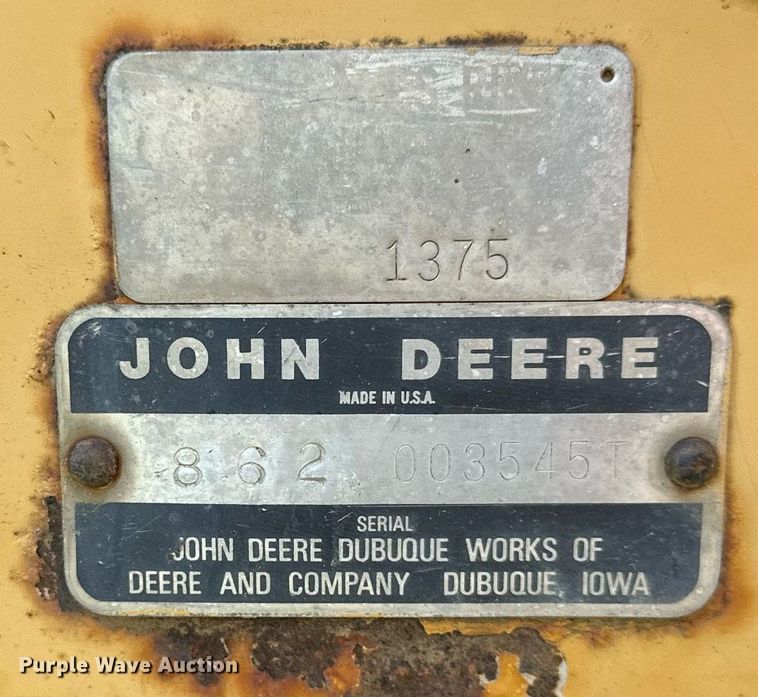 1375
JOHN DEERE
MADE IN U.S.A.
862 003545T
SERIAL
JOHN DEERE DUBUQUE WORKS OF
DEERE AND COMPANY DUBUQUE, IOWA
Purple Wave Auction